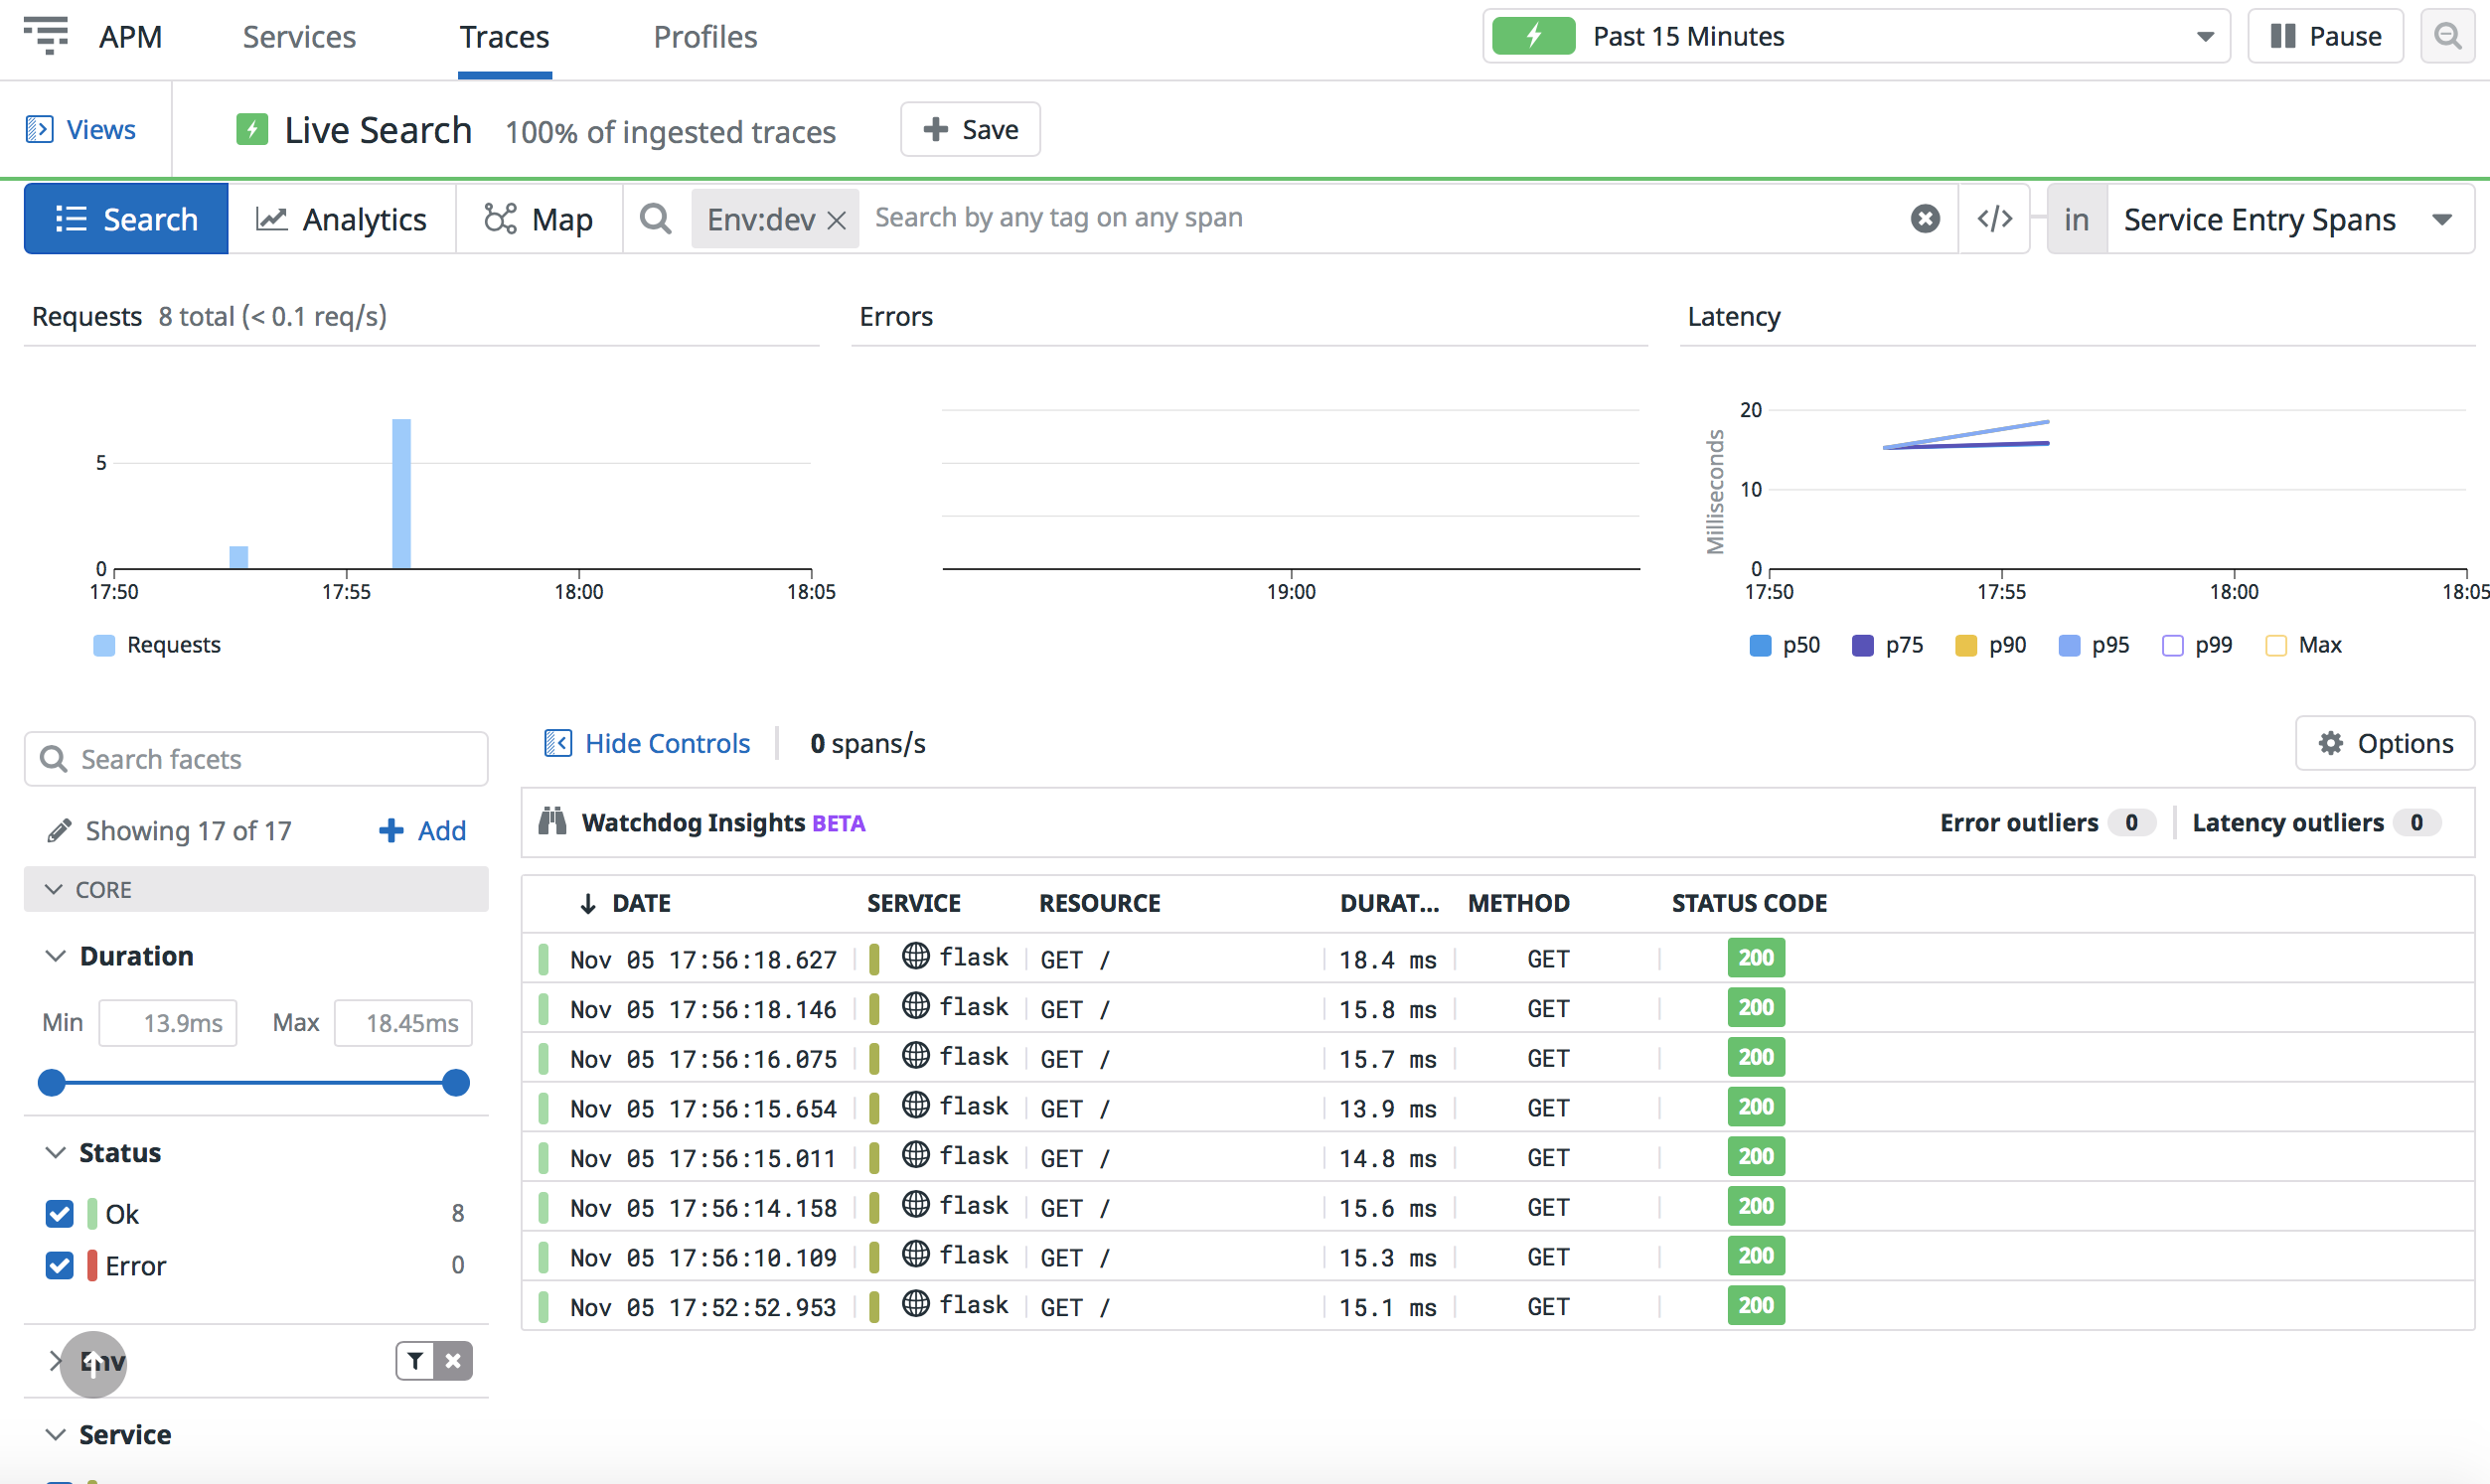 APM Services Traces Profiles Past 15 Minutes Pause
Views Live Search 100% of ingested traces Save
Search Analytics Map Env:dev Search by any tag on any span </> in Service Entry Spans
Requests 8 total (< 0.1 req/s)
5
0
17:50 17:55 18:00 18:05
Requests
Errors
19:00
Latency
Milliseconds
20
10
0
17:50 17:55 18:00 18:05
p50 p75 p90 p95 p99 Max
Search facets
Showing 17 of 17 Add
CORE
Duration
Min 13.9ms Max 18.45ms
Status
Ok 8
Error 0
Env
Service
Hide Controls 0 spans/s Options
Watchdog Insights BETA Error outliers 0 Latency outliers 0
DATE SERVICE RESOURCE DURAT... METHOD STATUS CODE
Nov 05 17:56:18.627 flask GET / 18.4 ms GET 200
Nov 05 17:56:18.146 flask GET / 15.8 ms GET 200
Nov 05 17:56:16.075 flask GET / 15.7 ms GET 200
Nov 05 17:56:15.654 flask GET / 13.9 ms GET 200
Nov 05 17:56:15.011 flask GET / 14.8 ms GET 200
Nov 05 17:56:14.158 flask GET / 15.6 ms GET 200
Nov 05 17:56:10.109 flask GET / 15.3 ms GET 200
Nov 05 17:52:52.953 flask GET / 15.1 ms GET 200